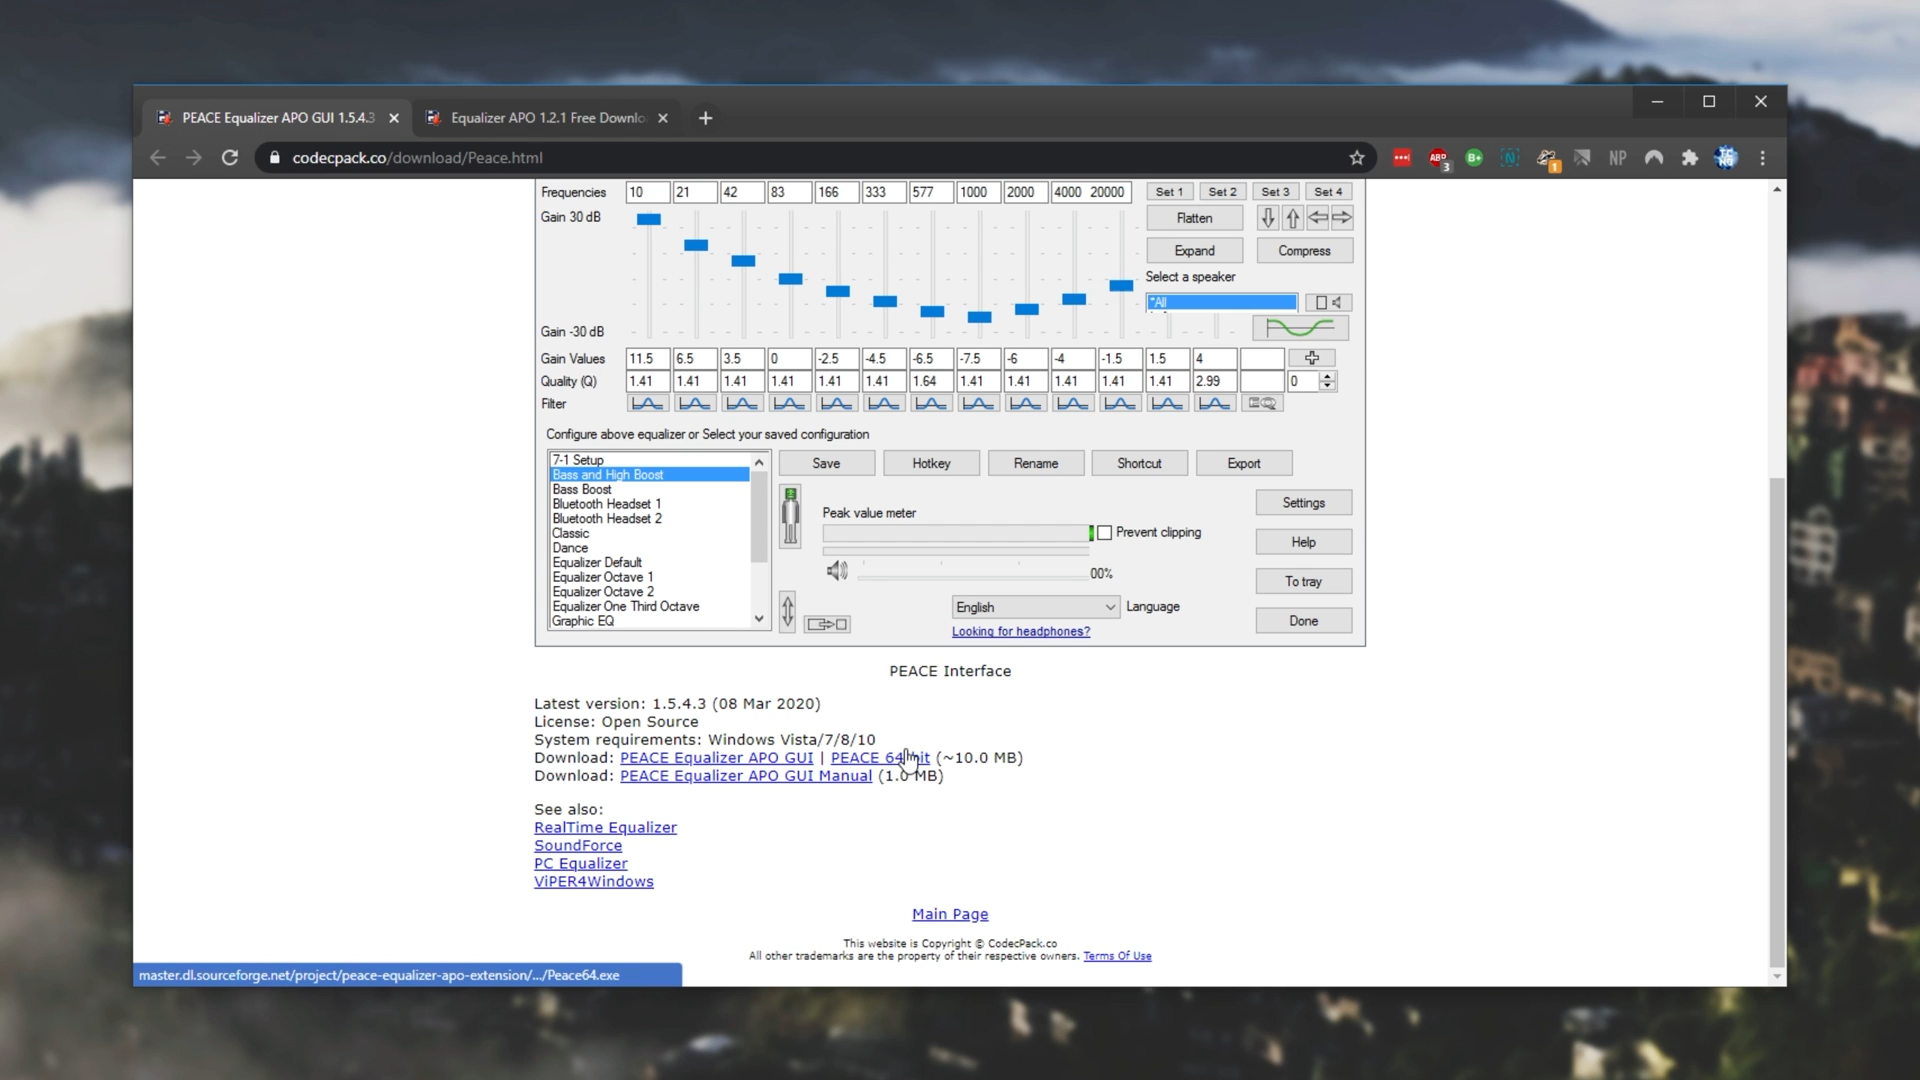 PEACE Equalizer APO GUI 1.5.4.3
Equalizer APO 1.2.1 Free Downlo
codecpack.co/download/Peace.html
ABP
3
B+
N
1
NP
Frequencies 10 21 42 83 166 333 577 1000 2000 4000 20000 Set 1 Set 2 Set 3 Set 4
Gain 30 dB Flatten
Expand Compress
Select a speaker
*All
Gain -30 dB
Gain Values 11.5 6.5 3.5 0 -2.5 -4.5 -6.5 -7.5 -6 -4 -1.5 1.5 4
Quality (Q) 1.41 1.41 1.41 1.41 1.41 1.41 1.64 1.41 1.41 1.41 1.41 1.41 2.99 0
Filter
Configure above equalizer or Select your saved configuration
7-1 Setup
Bass and High Boost
Bass Boost
Bluetooth Headset 1
Bluetooth Headset 2
Classic
Dance
Equalizer Default
Equalizer Octave 1
Equalizer Octave 2
Equalizer One Third Octave
Graphic EQ
Save Hotkey Rename Shortcut Export
Peak value meter
Prevent clipping
00%
English Language
Looking for headphones?
Settings
Help
To tray
Done
PEACE Interface
Latest version: 1.5.4.3 (08 Mar 2020)
License: Open Source
System requirements: Windows Vista/7/8/10
Download: PEACE Equalizer APO GUI | PEACE 64bit (~10.0 MB)
Download: PEACE Equalizer APO GUI Manual (1.0 MB)
See also:
RealTime Equalizer
SoundForce
PC Equalizer
ViPER4Windows
Main Page
This website is Copyright © CodecPack.co
All other trademarks are the property of their respective owners. Terms Of Use
master.dl.sourceforge.net/project/peace-equalizer-apo-extension/.../Peace64.exe